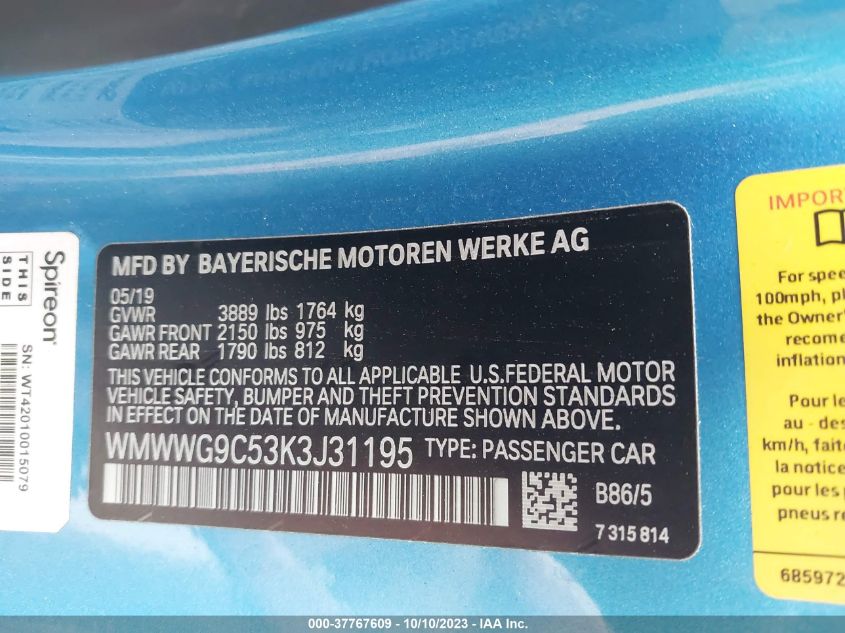 MFD BY BAYERISCHE MOTOREN WERKE AG
05/19
GVWR 3889 lbs 1764 kg
GAWR FRONT 2150 lbs 975 kg
GAWR REAR 1790 lbs 812 kg
THIS VEHICLE CONFORMS TO ALL APPLICABLE U.S.FEDERAL MOTOR
VEHICLE SAFETY, BUMPER AND THEFT PREVENTION STANDARDS
IN EFFECT ON THE DATE OF MANUFACTURE SHOWN ABOVE.
WMWWG9C53K3J31195 TYPE: PASSENGER CAR
B86/5
7 315 814
THIS
SIDE
Spireon
SN: WT42010015079
IMPOR
For spee
100mph, pl
the Owner'
recome
inflation
Pour le
au - des
km/h, faite
la notice
pour les
pneus re
685972
000-37767609 - 10/10/2023 - IAA Inc.